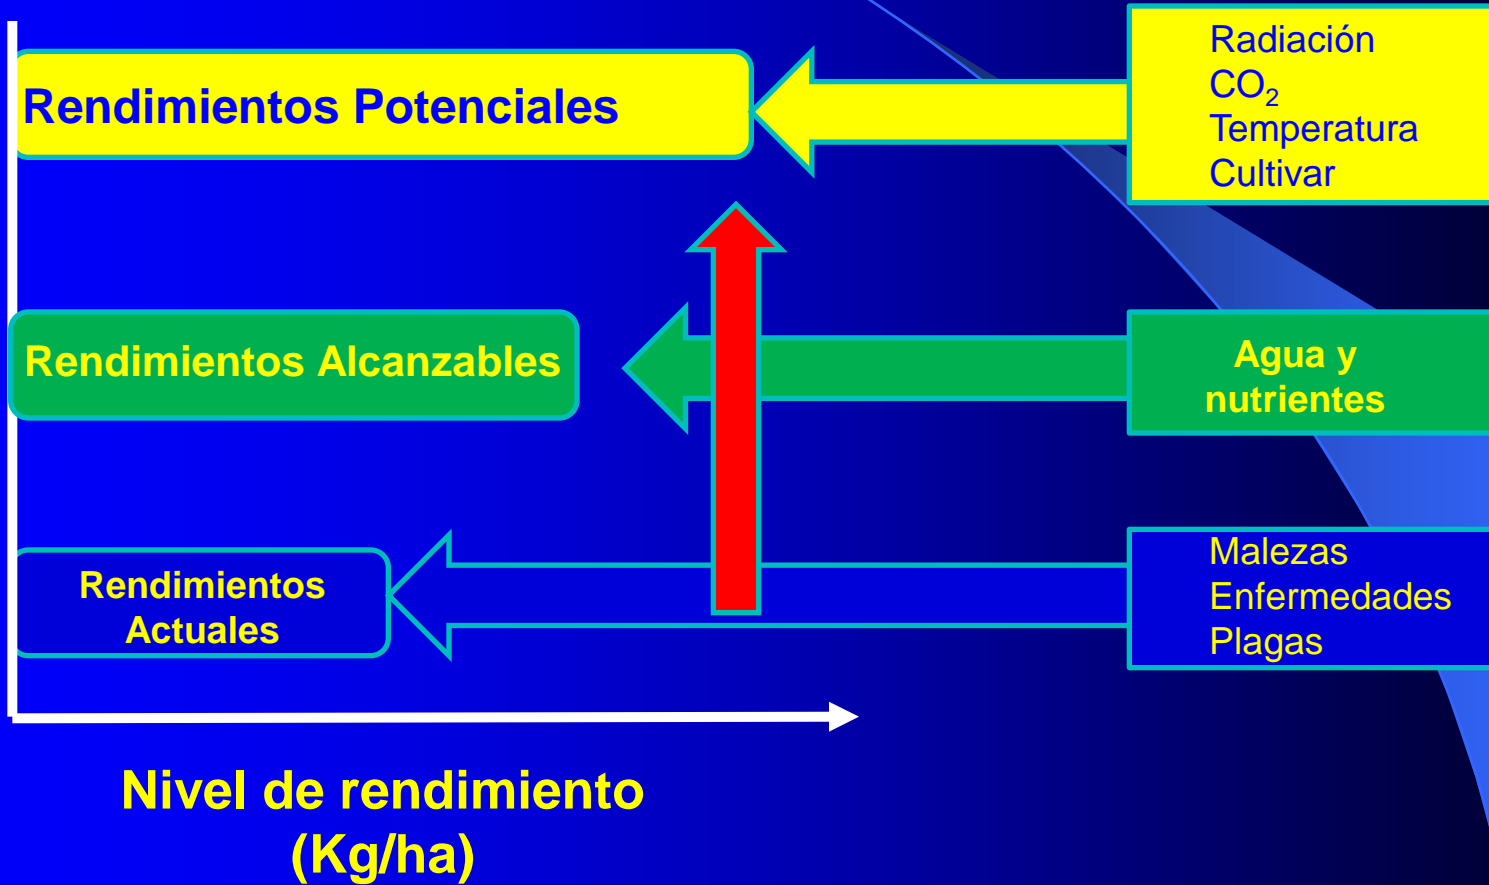 Rendimientos Potenciales
Radiación
CO₂
Temperatura
Cultivar
Rendimientos Alcanzables
Agua y
nutrientes
Rendimientos
Actuales
Malezas
Enfermedades
Plagas
Nivel de rendimiento
(Kg/ha)